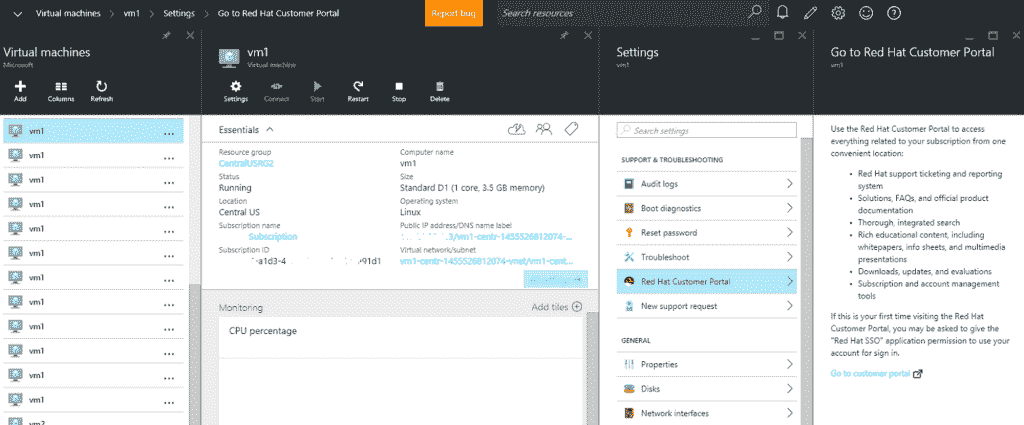 Virtual machines > vm1 > Settings > Go to Red Hat Customer Portal
Report bug
Search resources
Virtual machines
Microsoft
Add
Columns
Refresh
vm1 ...
vm1 ...
vm1 ...
vm1 ...
vm1 ...
vm1 ...
vm1 ...
vm1 ...
vm1 ...
vm1 ...
vm1 ...
vm1 ...
vm1
Virtual machine
Settings
Connect
Start
Restart
Stop
Delete
Essentials
Resource group
CentralUSRG2
Status
Running
Location
Central US
Subscription name
Subscription
Subscription ID
a1d3-4
91d1
Computer name
vm1
Size
Standard D1 (1 core, 3.5 GB memory)
Operating system
Linux
Public IP address/DNS name label
3/vm1-centr-1455526812074-...
Virtual network/subnet
vm1-centr-1455526812074-vnet/vm1-cent...
Monitoring
Add tiles
CPU percentage
Settings
vm1
Search settings
SUPPORT & TROUBLESHOOTING
Audit logs
Boot diagnostics
Reset password
Troubleshoot
Red Hat Customer Portal
New support request
GENERAL
Properties
Disks
Network interfaces
Go to Red Hat Customer Portal
vm1
Use the Red Hat Customer Portal to access
everything related to your subscription from one
convenient location:
• Red Hat support ticketing and reporting
system
• Solutions, FAQs, and official product
documentation
• Thorough, integrated search
• Rich educational content, including
whitepapers, info sheets, and multimedia
presentations
• Downloads, updates, and evaluations
• Subscription and account management
tools
If this is your first time visiting the Red Hat
Customer Portal, you may be asked to give the
"Red Hat SSO" application permission to use your
account for sign in.
Go to customer portal